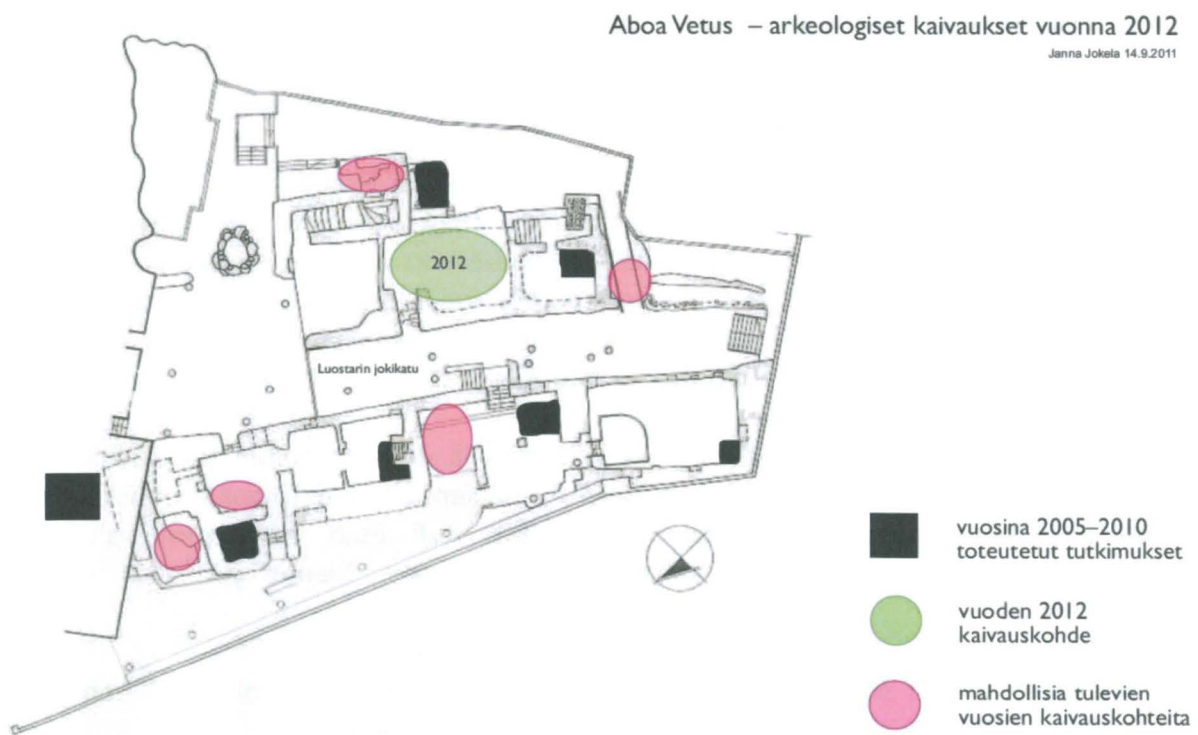 Aboa Vetus – arkeologiset kaivaukset vuonna 2012
Janna Jokela 14.9.2011
2012
Luostarin jokikatu
vuosina 2005–2010
toteutetut tutkimukset
vuoden 2012
kaivauskohde
mahdollisia tulevien
vuosien kaivauskohteita